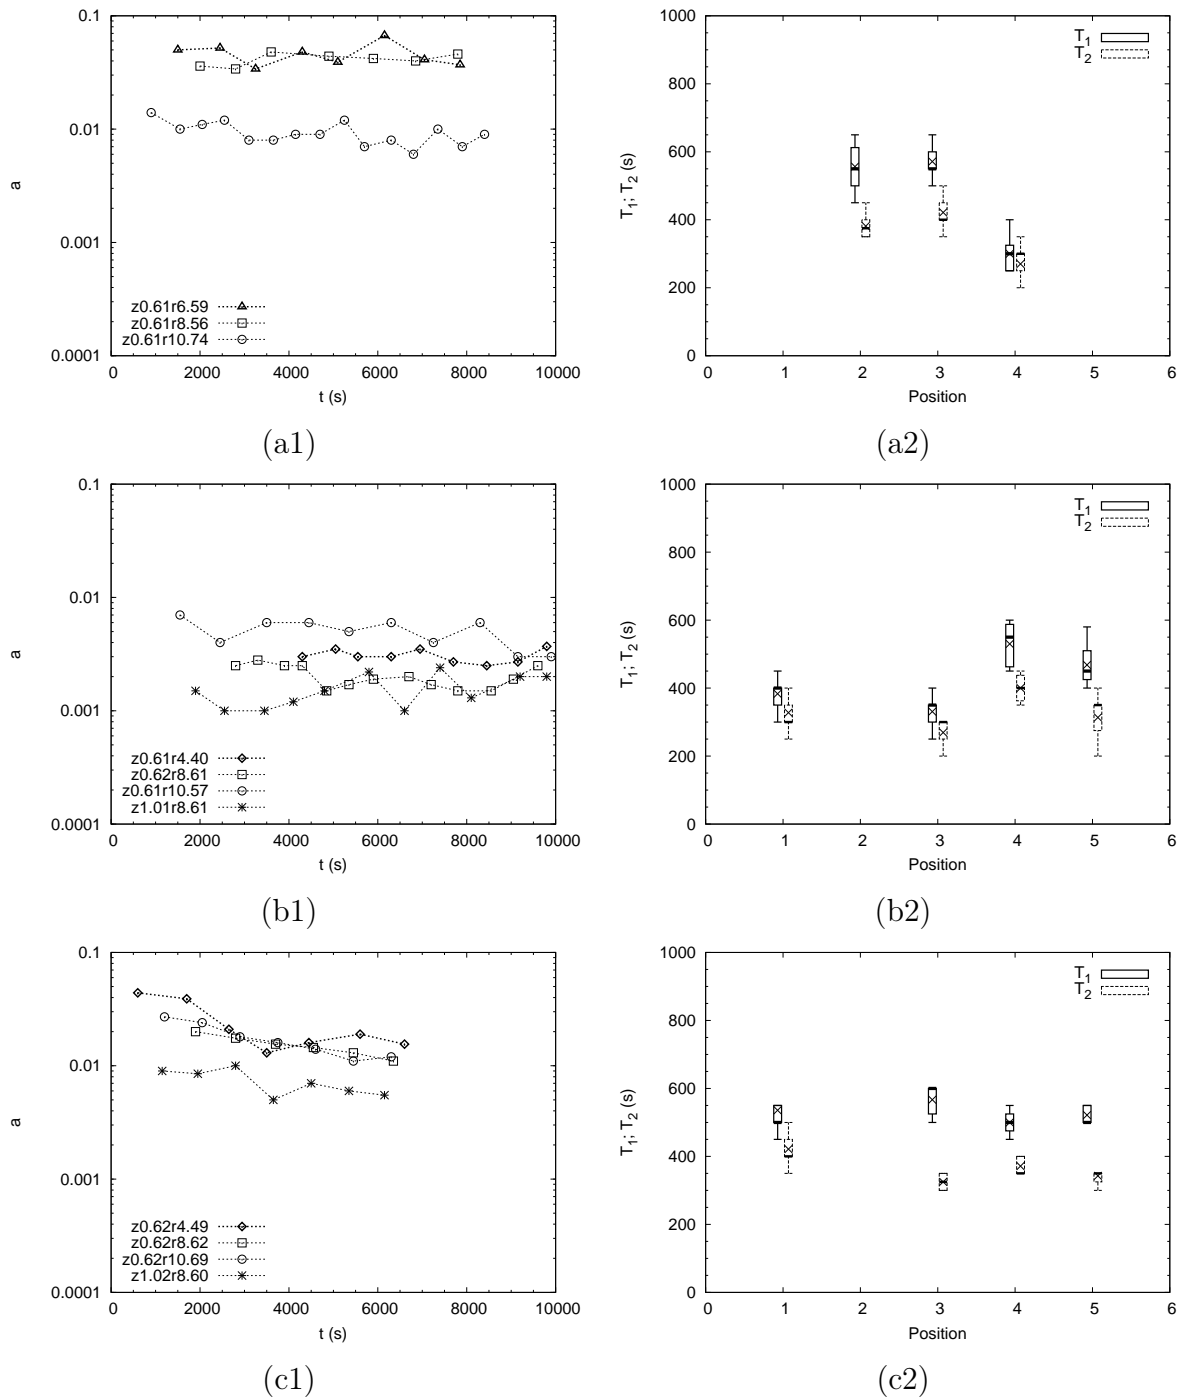 0.1
0.01
0.001
0.0001
a
z0.61r6.59
z0.61r8.56
z0.61r10.74
0 2000 4000 6000 8000 10000
t (s)
(a1)
1000
800
600
400
200
0
T1; T2 (s)
T1
T2
0 1 2 3 4 5 6
Position
(a2)
0.1
0.01
0.001
0.0001
a
z0.61r4.40
z0.62r8.61
z0.61r10.57
z1.01r8.61
0 2000 4000 6000 8000 10000
t (s)
(b1)
1000
800
600
400
200
0
T1; T2 (s)
T1
T2
0 1 2 3 4 5 6
Position
(b2)
0.1
0.01
0.001
0.0001
a
z0.62r4.49
z0.62r8.62
z0.62r10.69
z1.02r8.60
0 2000 4000 6000 8000 10000
t (s)
(c1)
1000
800
600
400
200
0
T1; T2 (s)
T1
T2
0 1 2 3 4 5 6
Position
(c2)